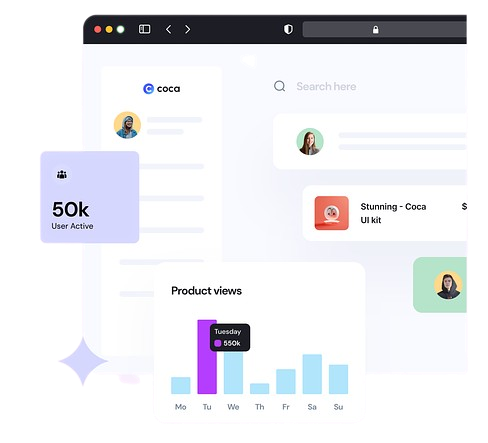 coca
Search here
50k
User Active
Stunning - Coca
UI kit
$
Product views
Tuesday
550k
Mo Tu We Th Fr Sa Su